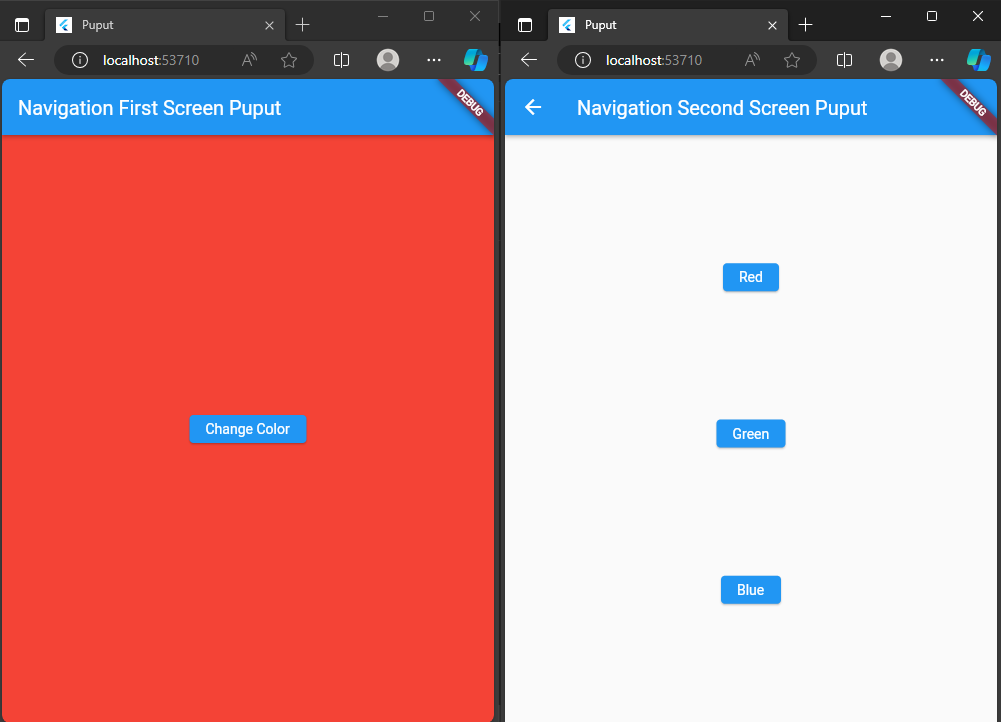 Puput
localhost:53710
Navigation First Screen Puput
DEBUG
Change Color
Puput
localhost:53710
Navigation Second Screen Puput
DEBUG
Red
Green
Blue